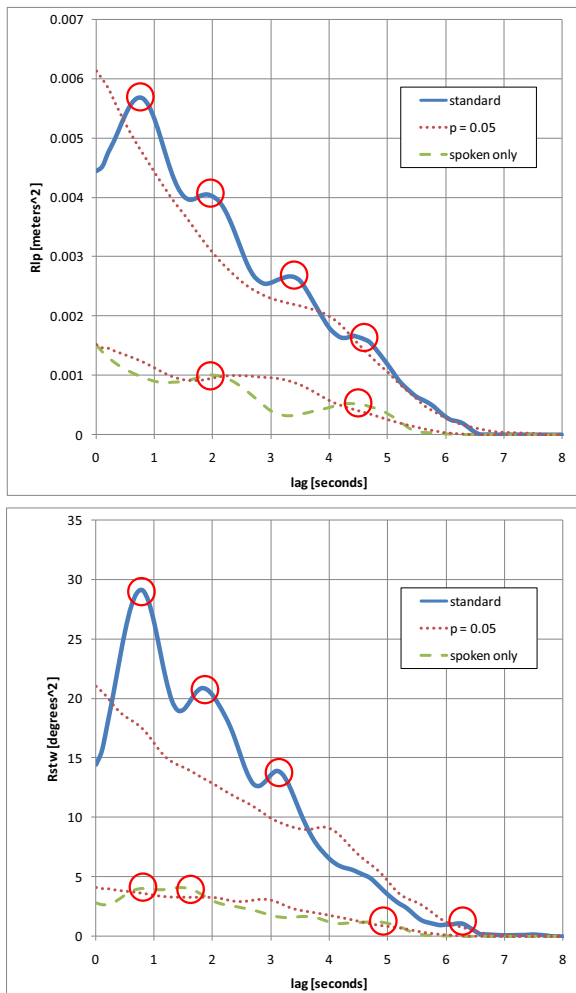 0.007
0.006
0.005
0.004
0.003
0.002
0.001
0
Rlp [meters^2]
standard
p = 0.05
spoken only
0 1 2 3 4 5 6 7 8
lag [seconds]
35
30
25
20
15
10
5
0
Rstw [degrees^2]
standard
p = 0.05
spoken only
0 1 2 3 4 5 6 7 8
lag [seconds]